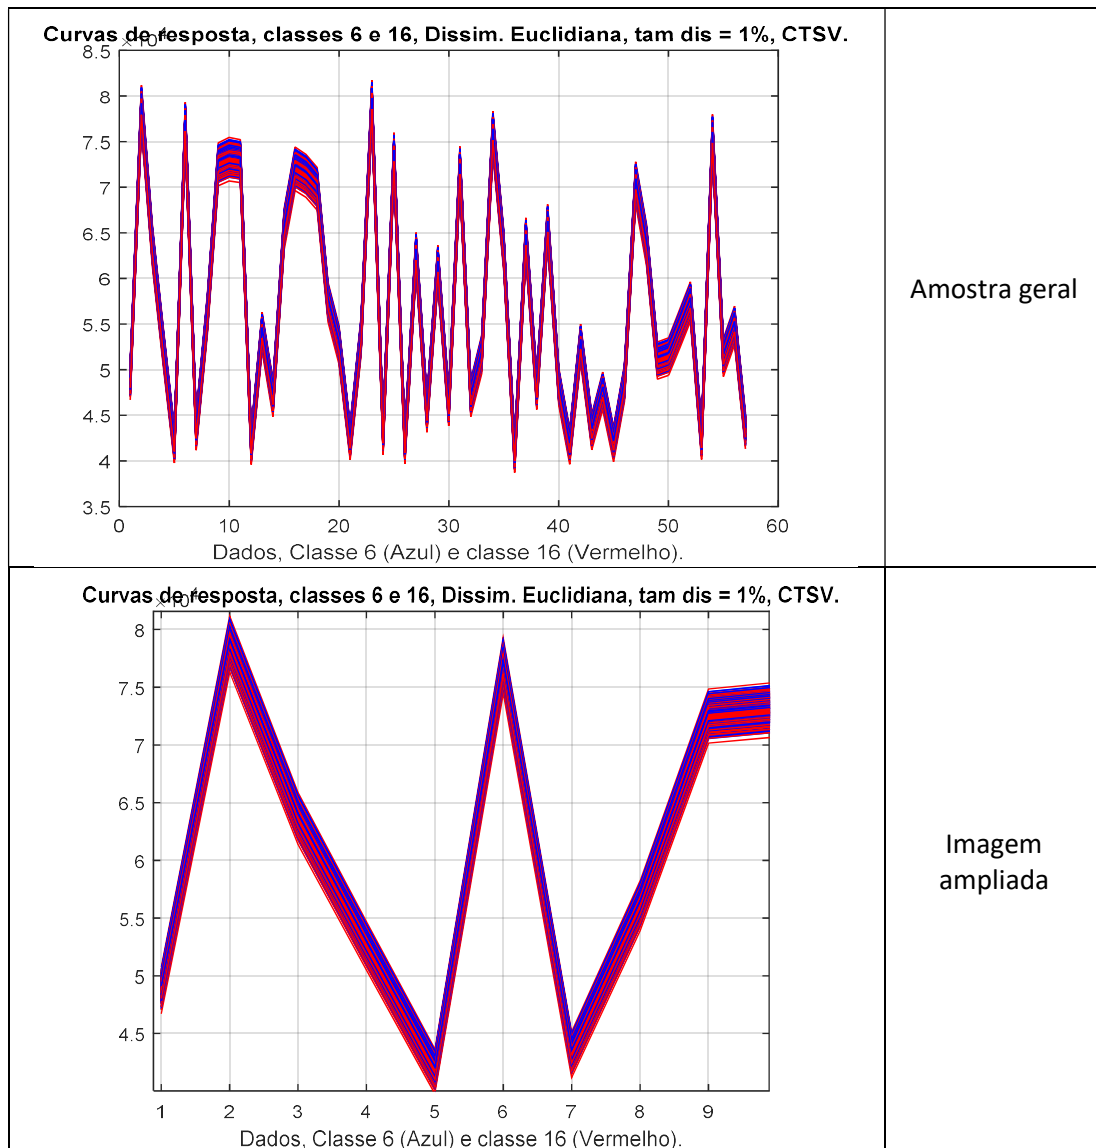 Curvas de resposta, classes 6 e 16, Dissim. Euclidiana, tam dis = 1%, CTSV.
8.5
8
7.5
7
6.5
6
5.5
5
4.5
4
3.5
0 10 20 30 40 50 60
Dados, Classe 6 (Azul) e classe 16 (Vermelho).
Amostra geral
Curvas de resposta, classes 6 e 16, Dissim. Euclidiana, tam dis = 1%, CTSV.
8
7.5
7
6.5
6
5.5
5
4.5
1 2 3 4 5 6 7 8 9
Dados, Classe 6 (Azul) e classe 16 (Vermelho).
Imagem
ampliada